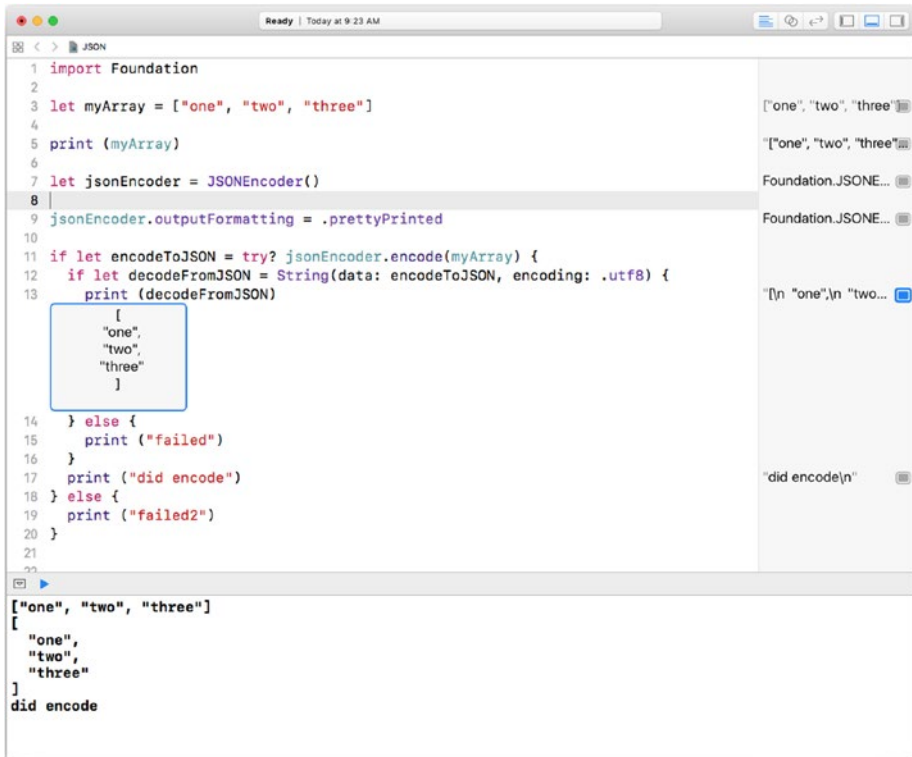 Ready | Today at 9:23 AM
JSON
1 import Foundation ["one", "two", "three"]
2
3 let myArray = ["one", "two", "three"]
4
5 print (myArray) "["one", "two", "three"...
6
7 let jsonEncoder = JSONEncoder() Foundation.JSONE...
8
9 jsonEncoder.outputFormatting = .prettyPrinted Foundation.JSONE...
10
11 if let encodeToJSON = try? jsonEncoder.encode(myArray) {
12 if let decodeFromJSON = String(data: encodeToJSON, encoding: .utf8) {
13 print (decodeFromJSON) "[\n "one",\n "two...
[
"one",
"two",
"three"
]
14 } else {
15 print ("failed")
16 }
17 print ("did encode") "did encode\n"
18 } else {
19 print ("failed2")
20 }
21
22
["one", "two", "three"]
[
"one",
"two",
"three"
]
did encode